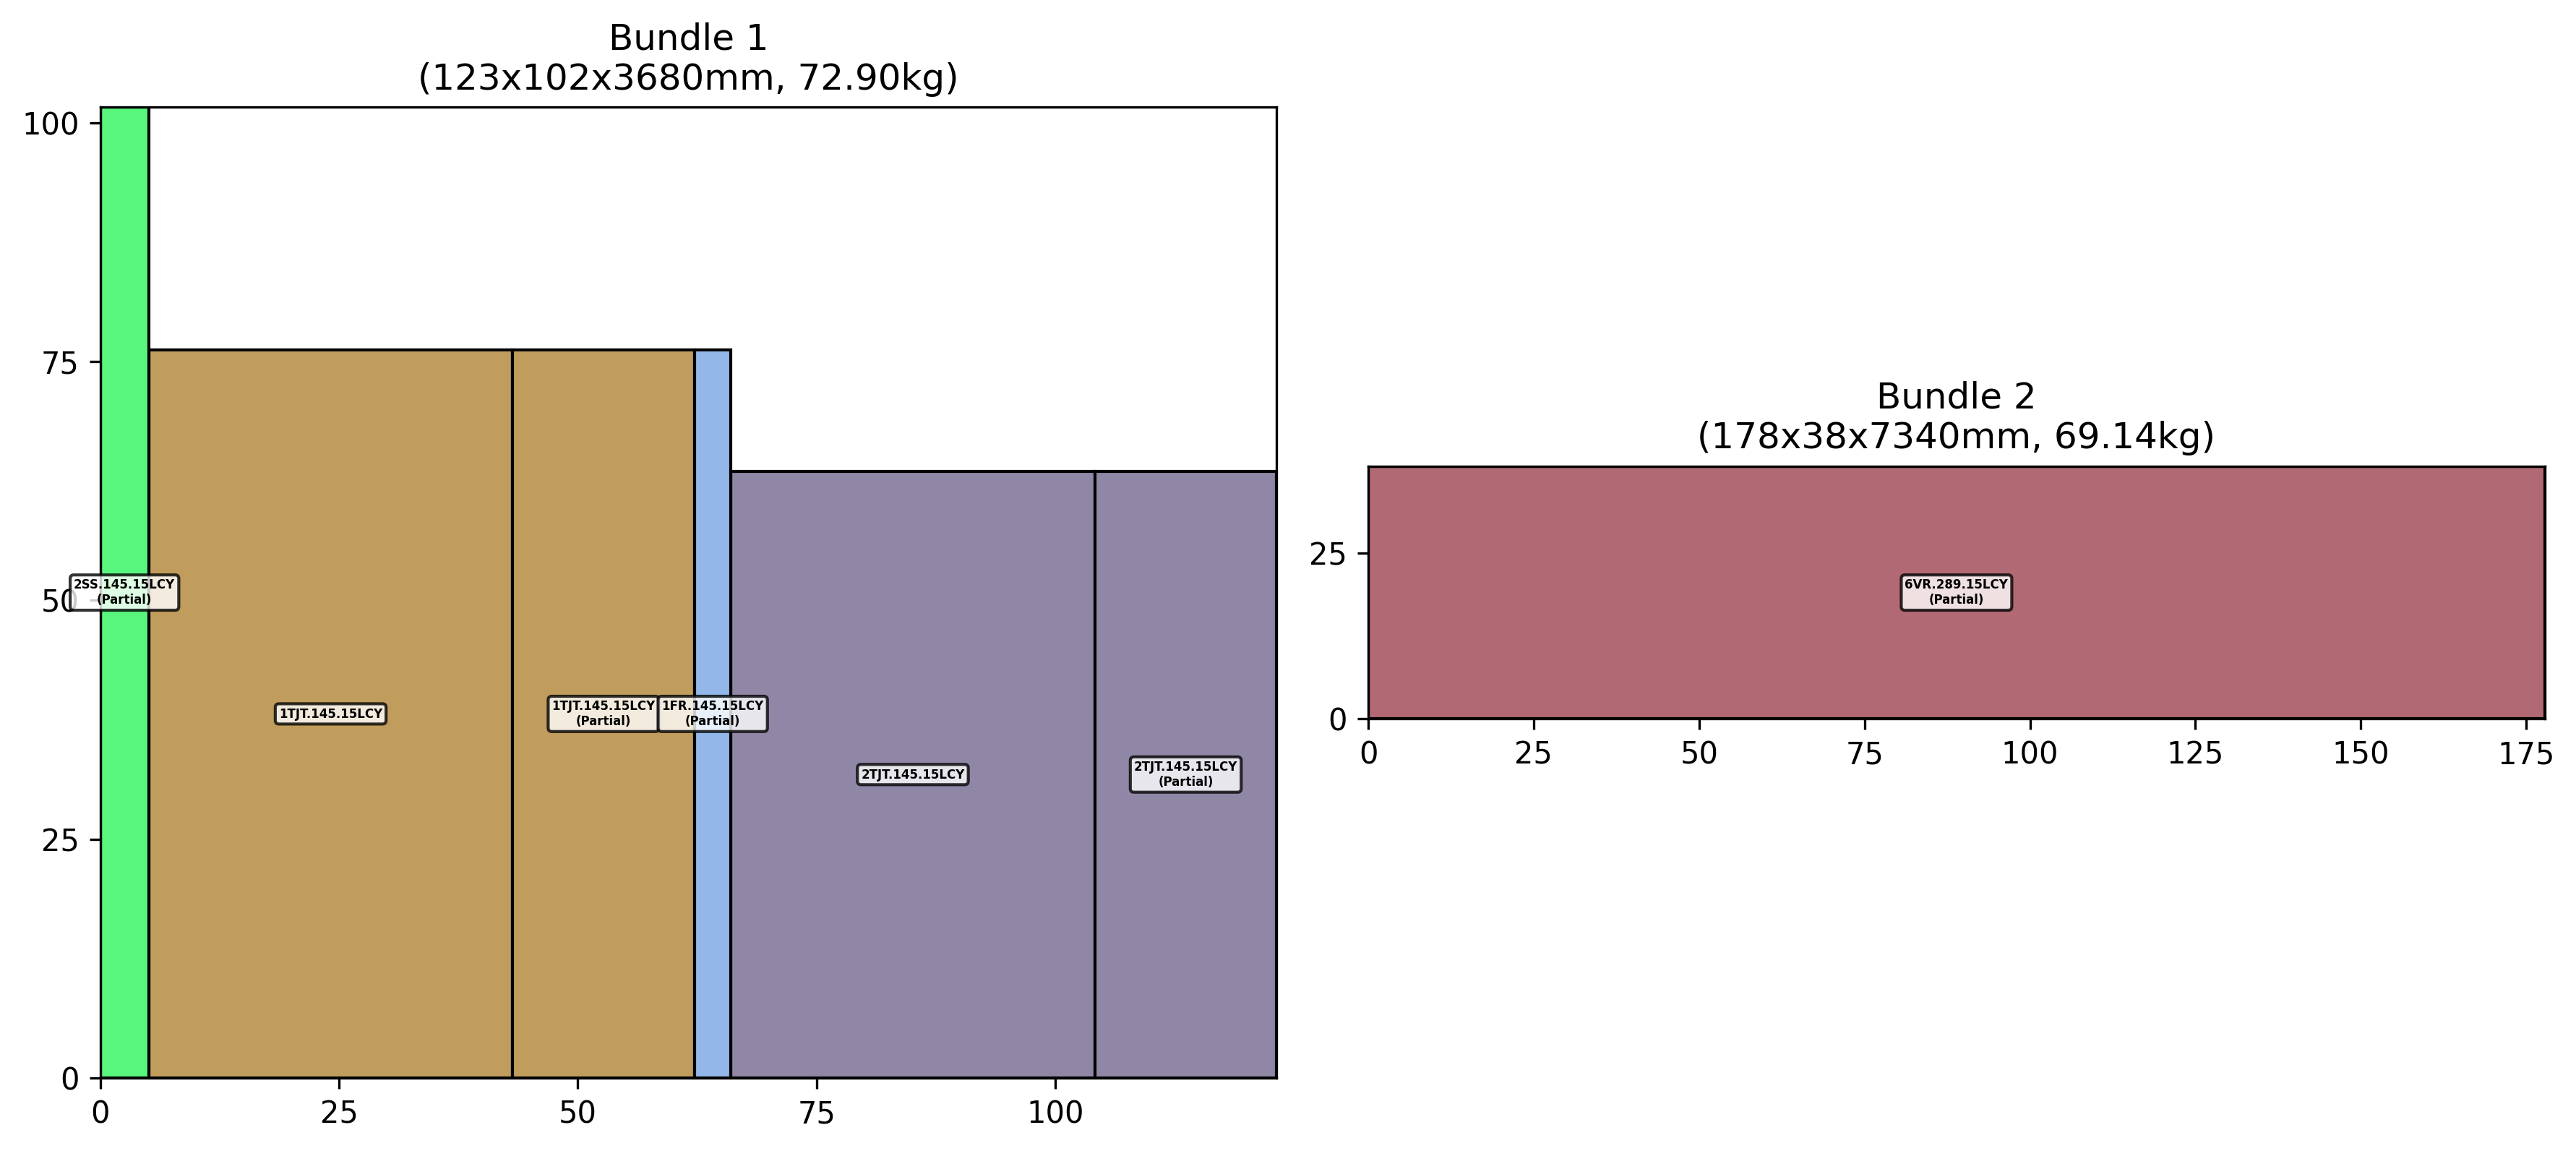 Bundle 1
(123x102x3680mm, 72.90kg)
100
75
50
25
0
2SS.145.15LCY
(Partial)
1TJT.145.15LCY
1TJT.145.15LCY
(Partial)
1FR.145.15LCY
(Partial)
2TJT.145.15LCY
2TJT.145.15LCY
(Partial)
0 25 50 75 100
Bundle 2
(178x38x7340mm, 69.14kg)
25
0
6VR.289.15LCY
(Partial)
0 25 50 75 100 125 150 175